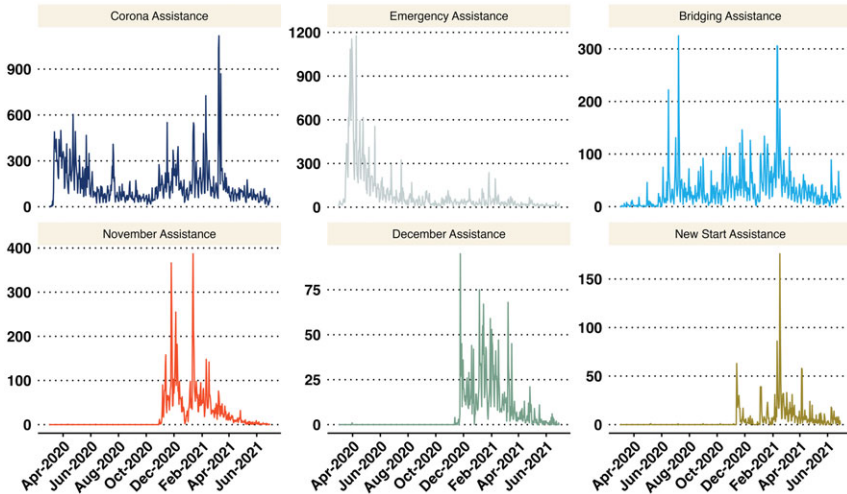 Corona Assistance
Emergency Assistance
Bridging Assistance
900
600
300
0
1200
900
600
300
0
300
200
100
0
November Assistance
December Assistance
New Start Assistance
400
300
200
100
0
75
50
25
0
150
100
50
0
Apr-2020
Jun-2020
Aug-2020
Oct-2020
Dec-2020
Feb-2021
Apr-2021
Jun-2021
Apr-2020
Jun-2020
Aug-2020
Oct-2020
Dec-2020
Feb-2021
Apr-2021
Jun-2021
Apr-2020
Jun-2020
Aug-2020
Oct-2020
Dec-2020
Feb-2021
Apr-2021
Jun-2021